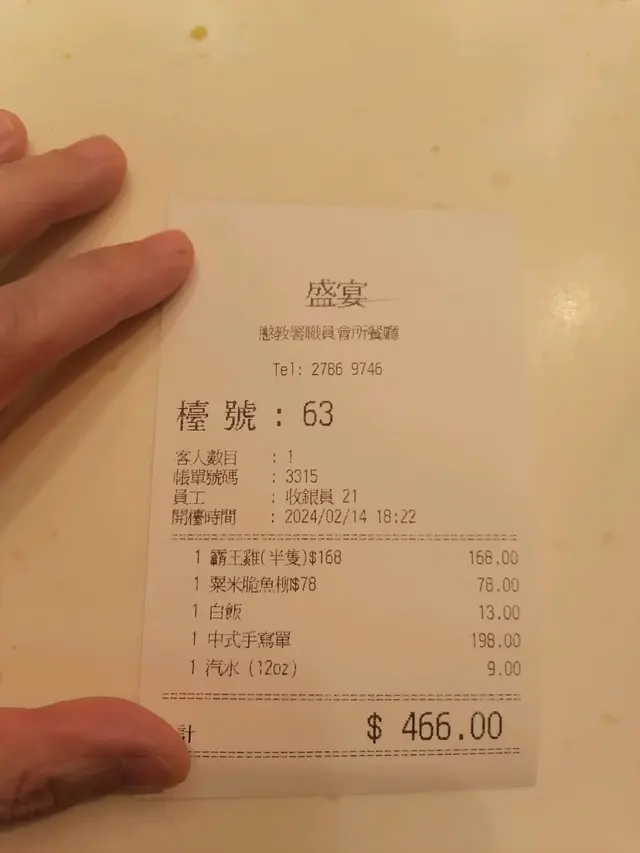 盛宴
懲教署職員會所餐廳
Tel: 2786 9746
檯號 : 63
客人數目 : 1
帳單號碼 : 3315
員工 : 收銀員 21
開檯時間 : 2024/02/14 18:22
1 霸王雞(半隻)$168 168.00
1 粟米脆魚柳$78 78.00
1 白飯 13.00
1 中式手寫單 198.00
1 汽水 (12oz) 9.00
計 $ 466.00